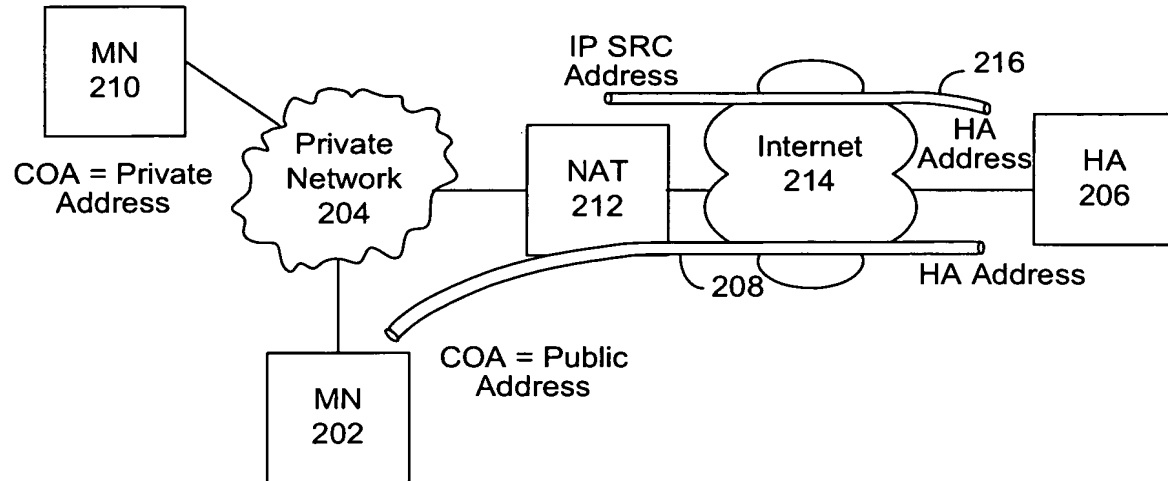 MN
210
COA = Private
Address
Private
Network
204
MN
202
COA = Public
Address
NAT
212
IP SRC
Address
Internet
214
216
HA
Address
208
HA Address
HA
206